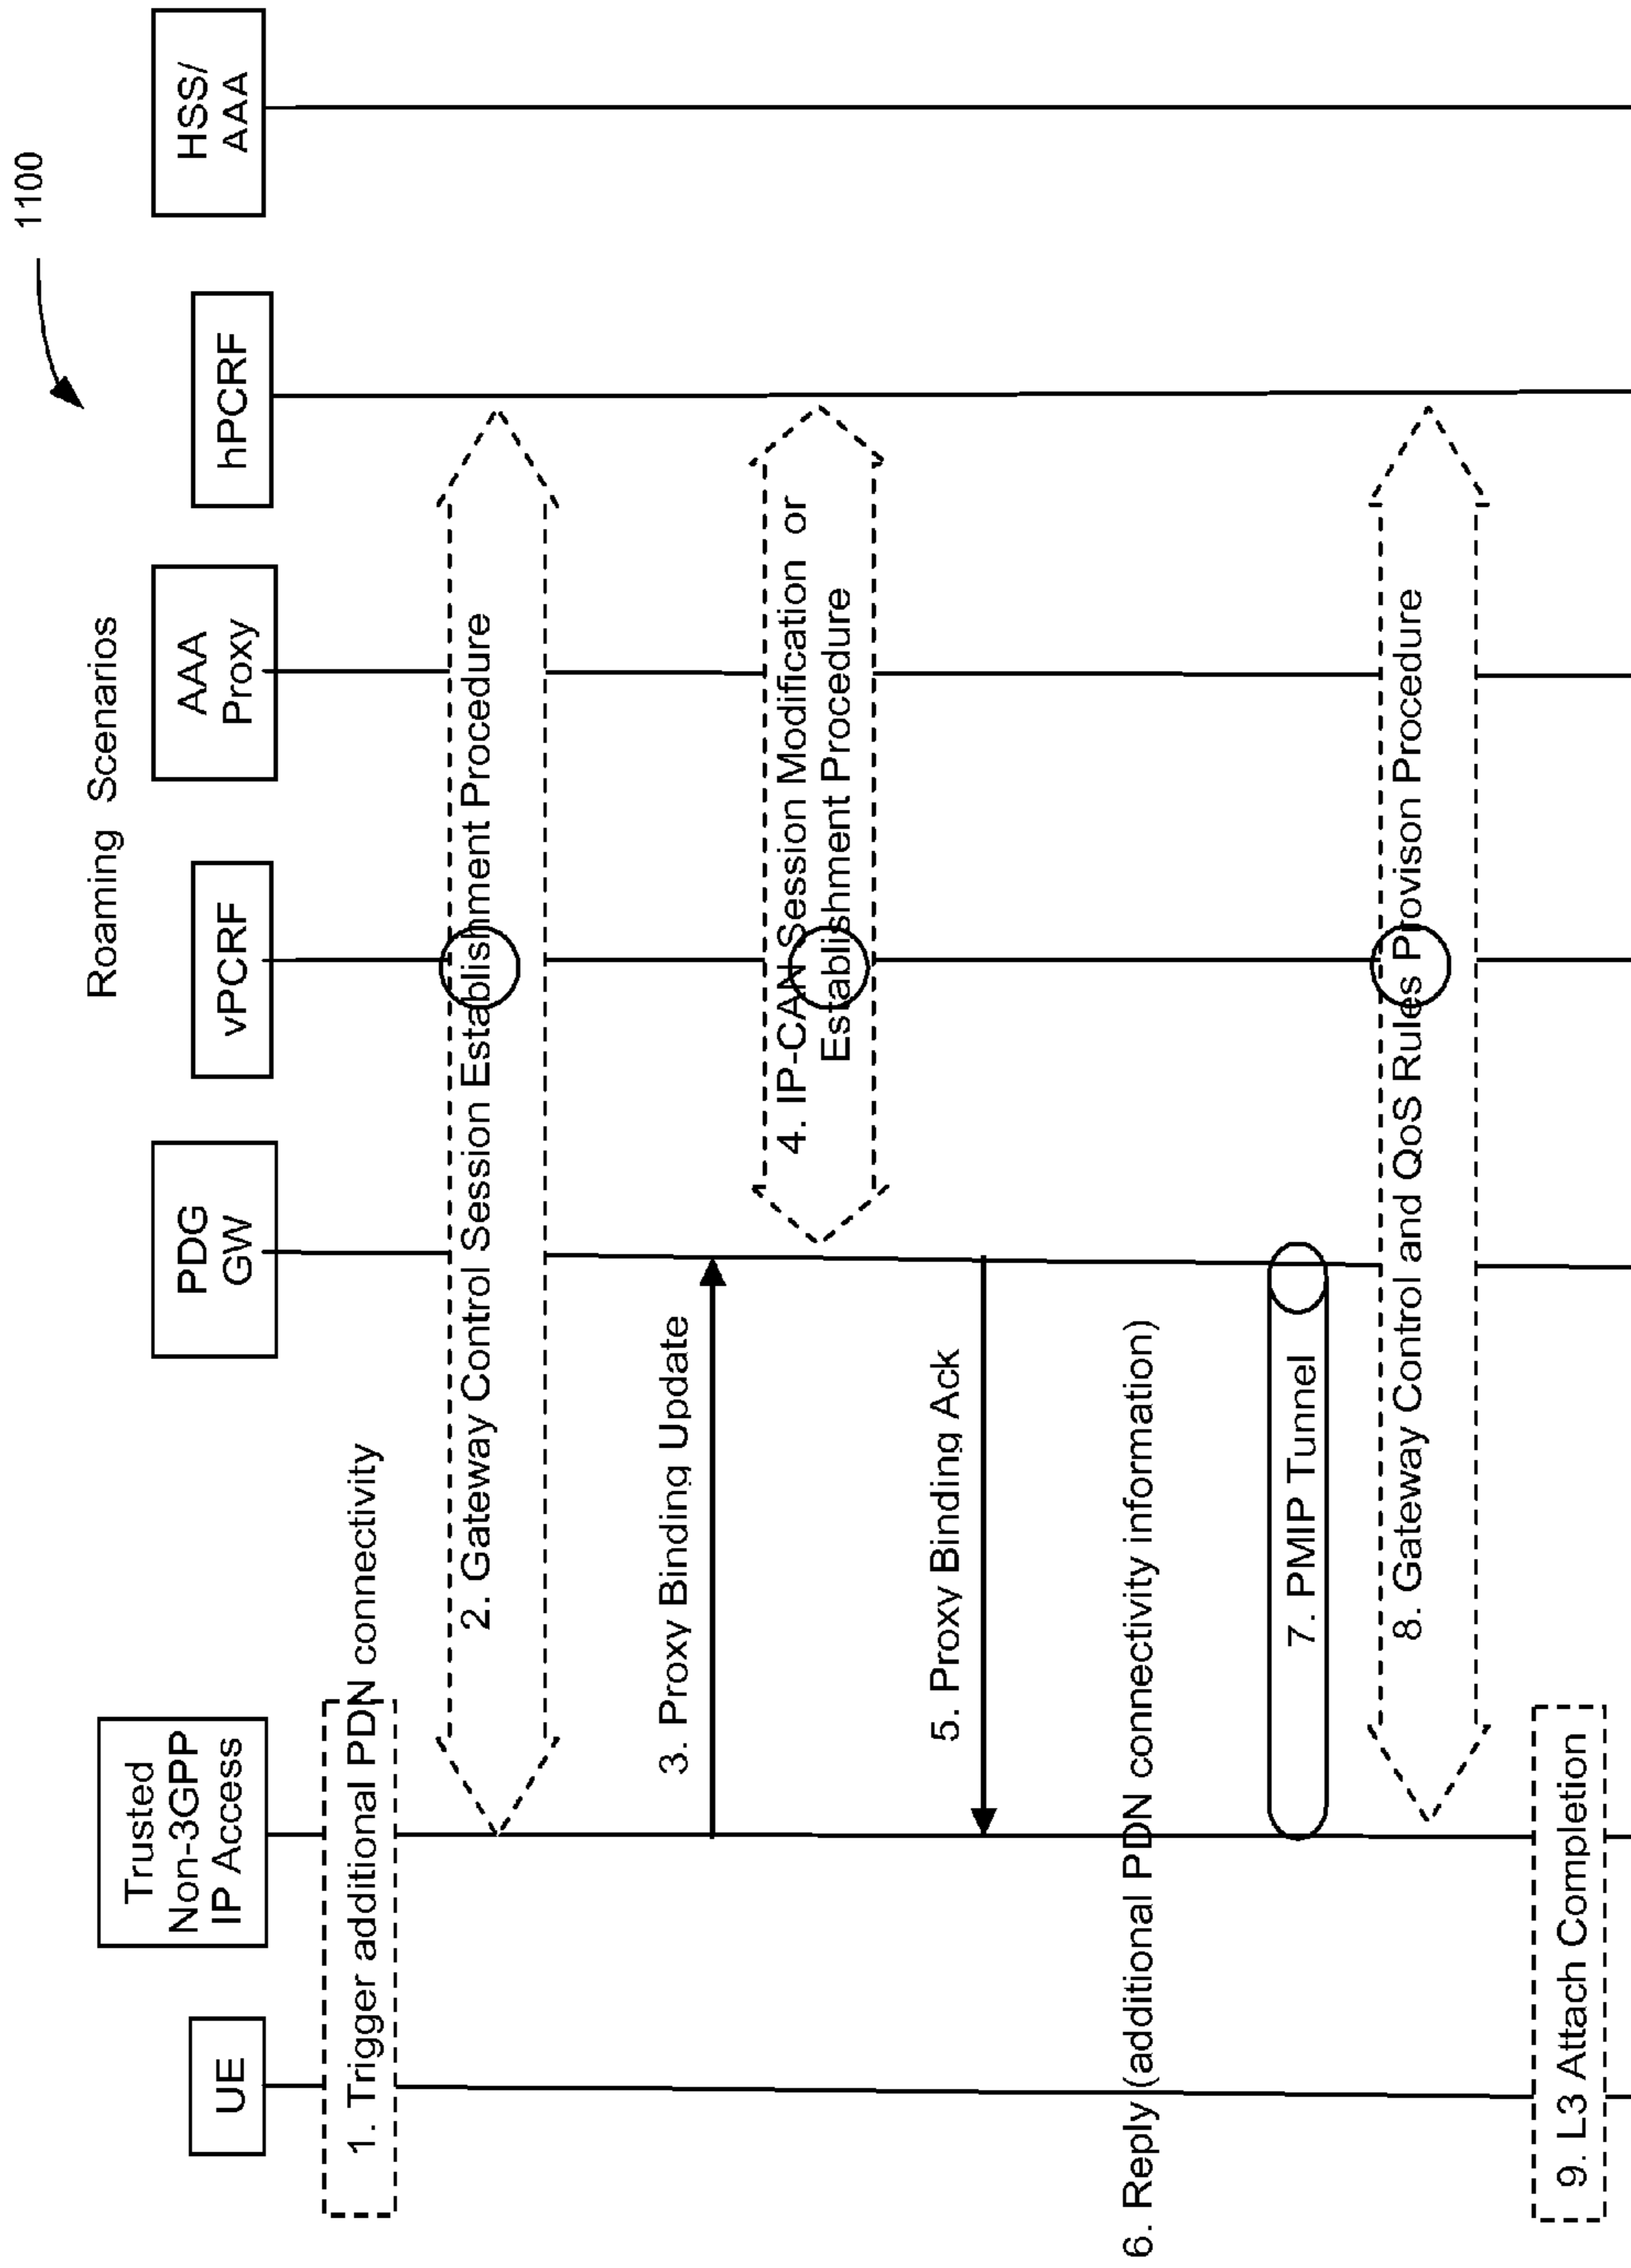 1100
Roaming Scenarios
UE
Trusted
Non-3GPP
IP Access
PDG
GW
vPCRF
AAA
Proxy
hPCRF
HSS/
AAA
1. Trigger additional PDN connectivity
2. Gateway Control Session Establishment Procedure
3. Proxy Binding Update
4. IP-CAN Session Modification or
Establishment Procedure
5. Proxy Binding Ack
6. Reply (additional PDN connectivity information)
7. PMIP Tunnel
8. Gateway Control and QoS Rules Provison Procedure
9. L3 Attach Completion